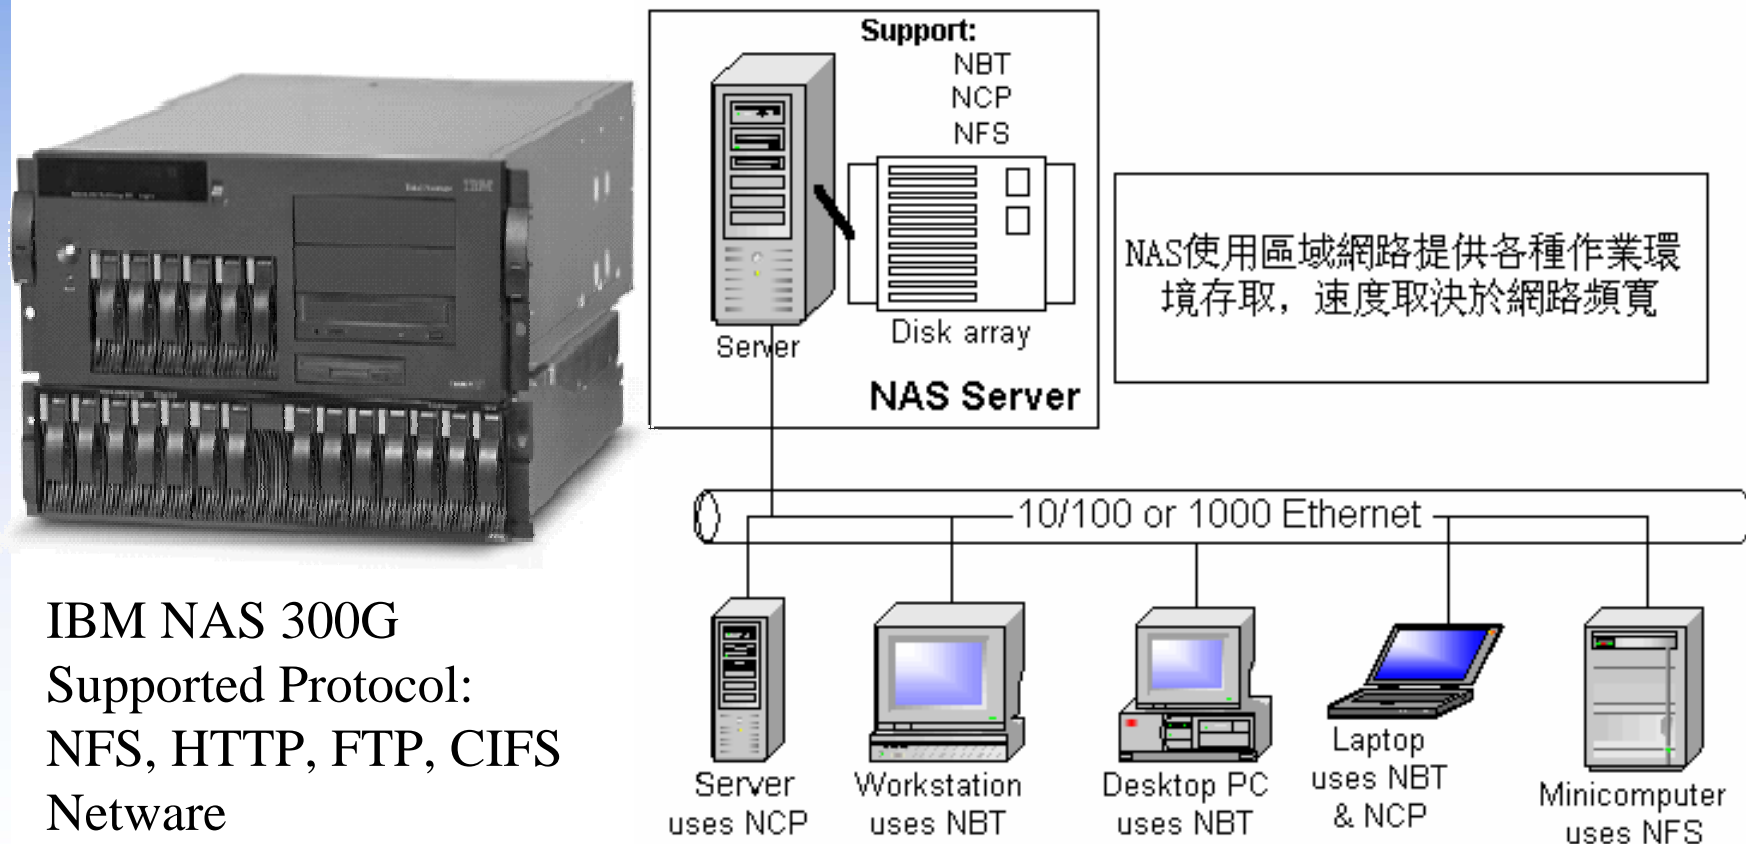 IBM
IBM NAS 300G
Supported Protocol:
NFS, HTTP, FTP, CIFS
Netware
Support:
NBT
NCP
NFS
Server
Disk array
NAS Server
NAS使用區域網路提供各種作業環
境存取，速度取決於網路頻寬
10/100 or 1000 Ethernet
Server
uses NCP
Workstation
uses NBT
Desktop PC
uses NBT
Laptop
uses NBT
& NCP
Minicomputer
uses NFS